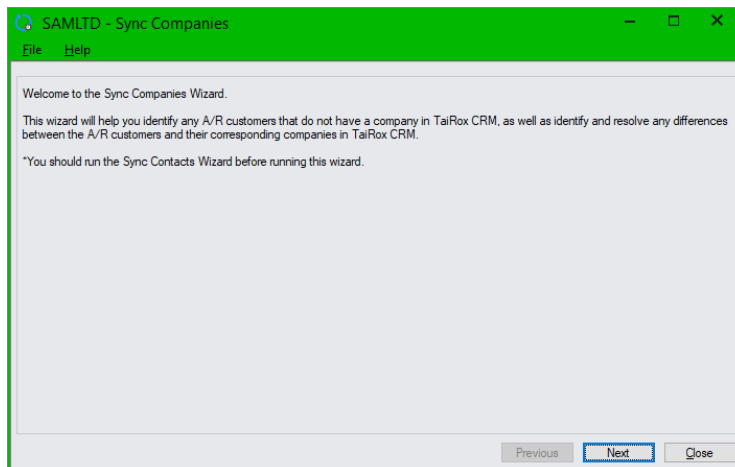 SAMLTD - Sync Companies
File Help
Welcome to the Sync Companies Wizard.
This wizard will help you identify any A/R customers that do not have a company in TaiRox CRM, as well as identify and resolve any differences
between the A/R customers and their corresponding companies in TaiRox CRM.
*You should run the Sync Contacts Wizard before running this wizard.
Previous Next Close